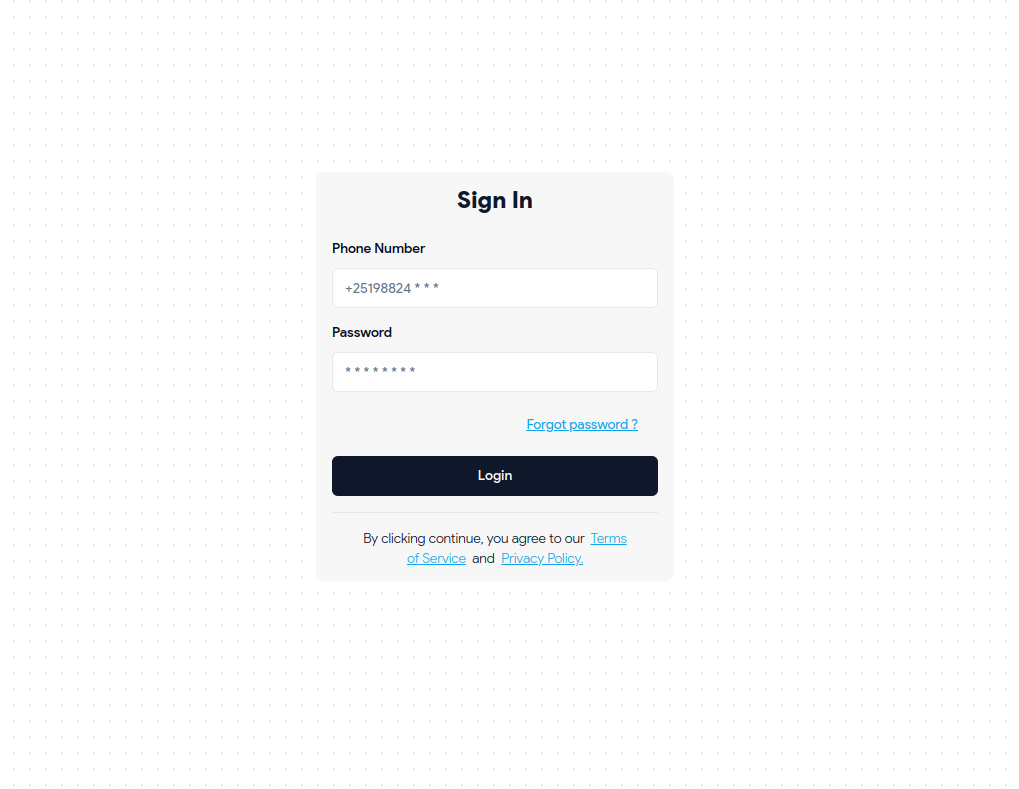 Sign In
Phone Number
+25198824 * * *
Password
* * * * * * * *
Forgot password ?
Login
By clicking continue, you agree to our Terms
of Service and Privacy Policy.